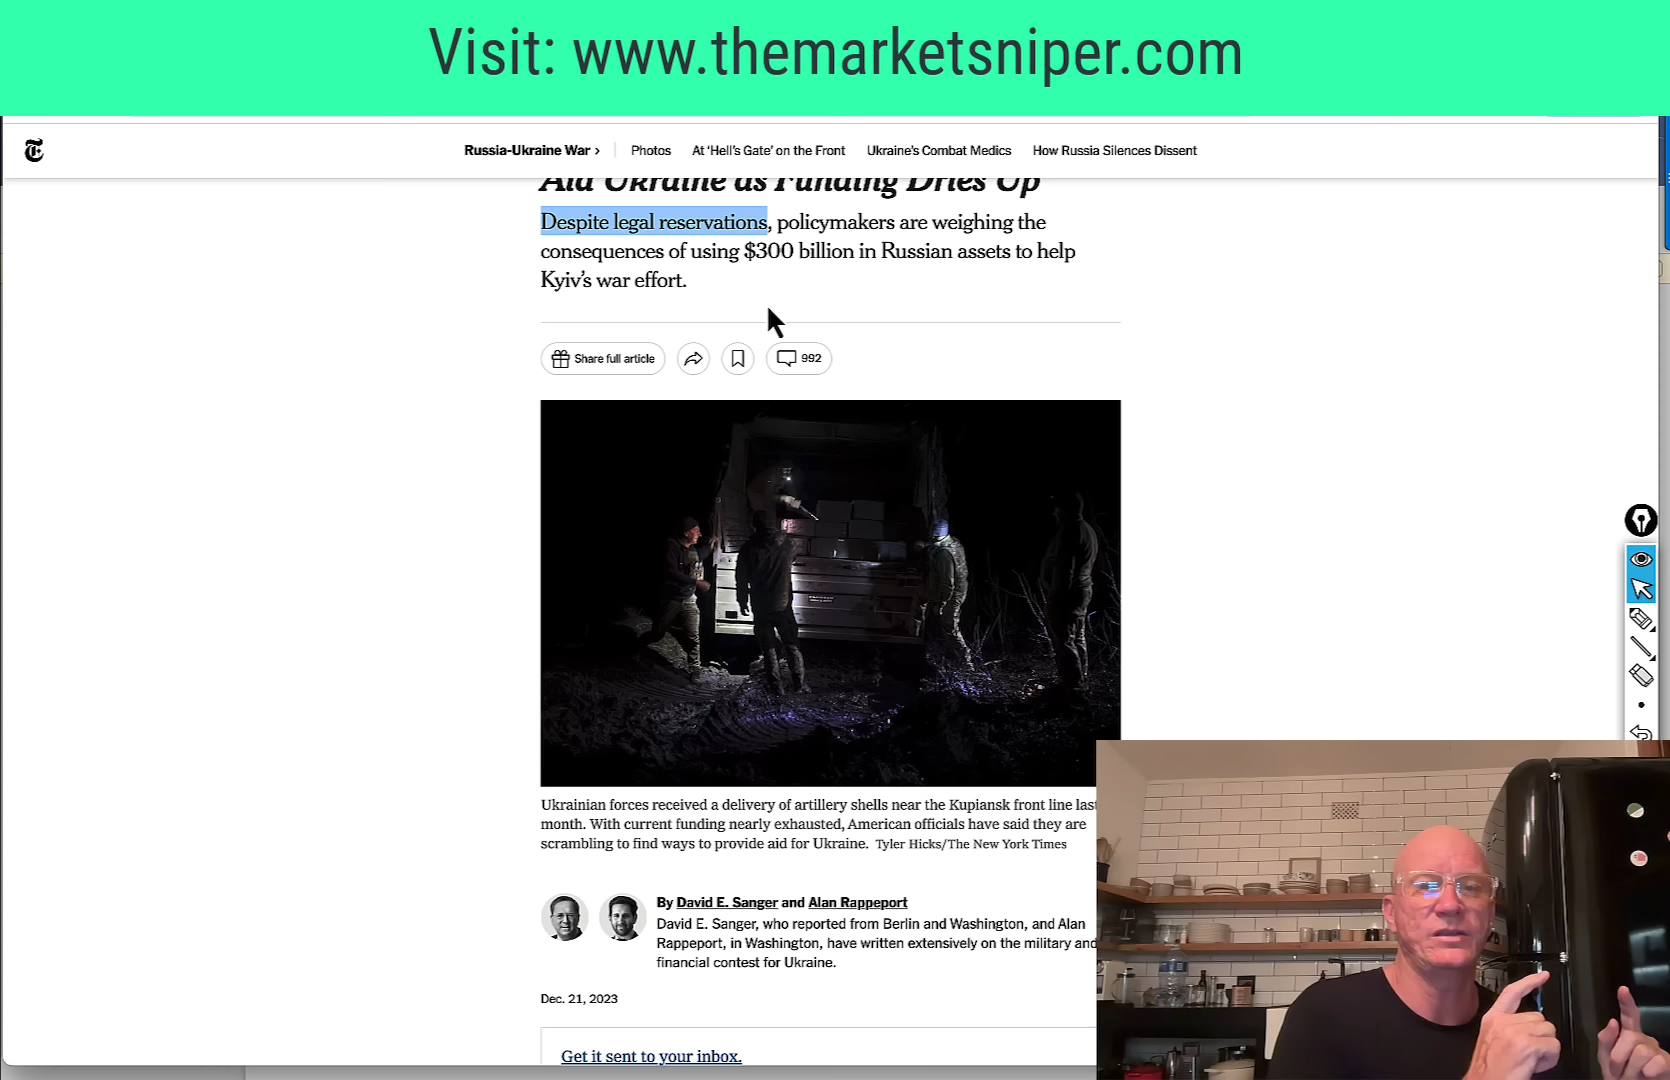 Visit: www.themarketsniper.com
Russia-Ukraine War >
Photos
At 'Hell's Gate' on the Front
Ukraine's Combat Medics
How Russia Silences Dissent
Aid Ukraine as Funding Dries Up
Despite legal reservations, policymakers are weighing the
consequences of using $300 billion in Russian assets to help
Kyiv's war effort.
Share full article
992
Ukrainian forces received a delivery of artillery shells near the Kupiansk front line last
month. With current funding nearly exhausted, American officials have said they are
scrambling to find ways to provide aid for Ukraine. Tyler Hicks/The New York Times
By David E. Sanger and Alan Rappeport
David E. Sanger, who reported from Berlin and Washington, and Alan
Rappeport, in Washington, have written extensively on the military and
financial contest for Ukraine.
Dec. 21, 2023
Get it sent to your inbox.